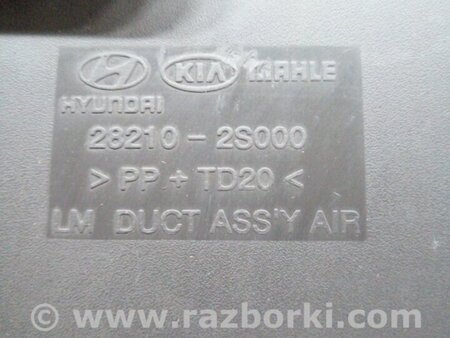 KIA MAHLE
HYUNDAI
28210 - 2S000
> PP + TD20 <
LM DUCT ASS'Y AIR
© www.razborki.com